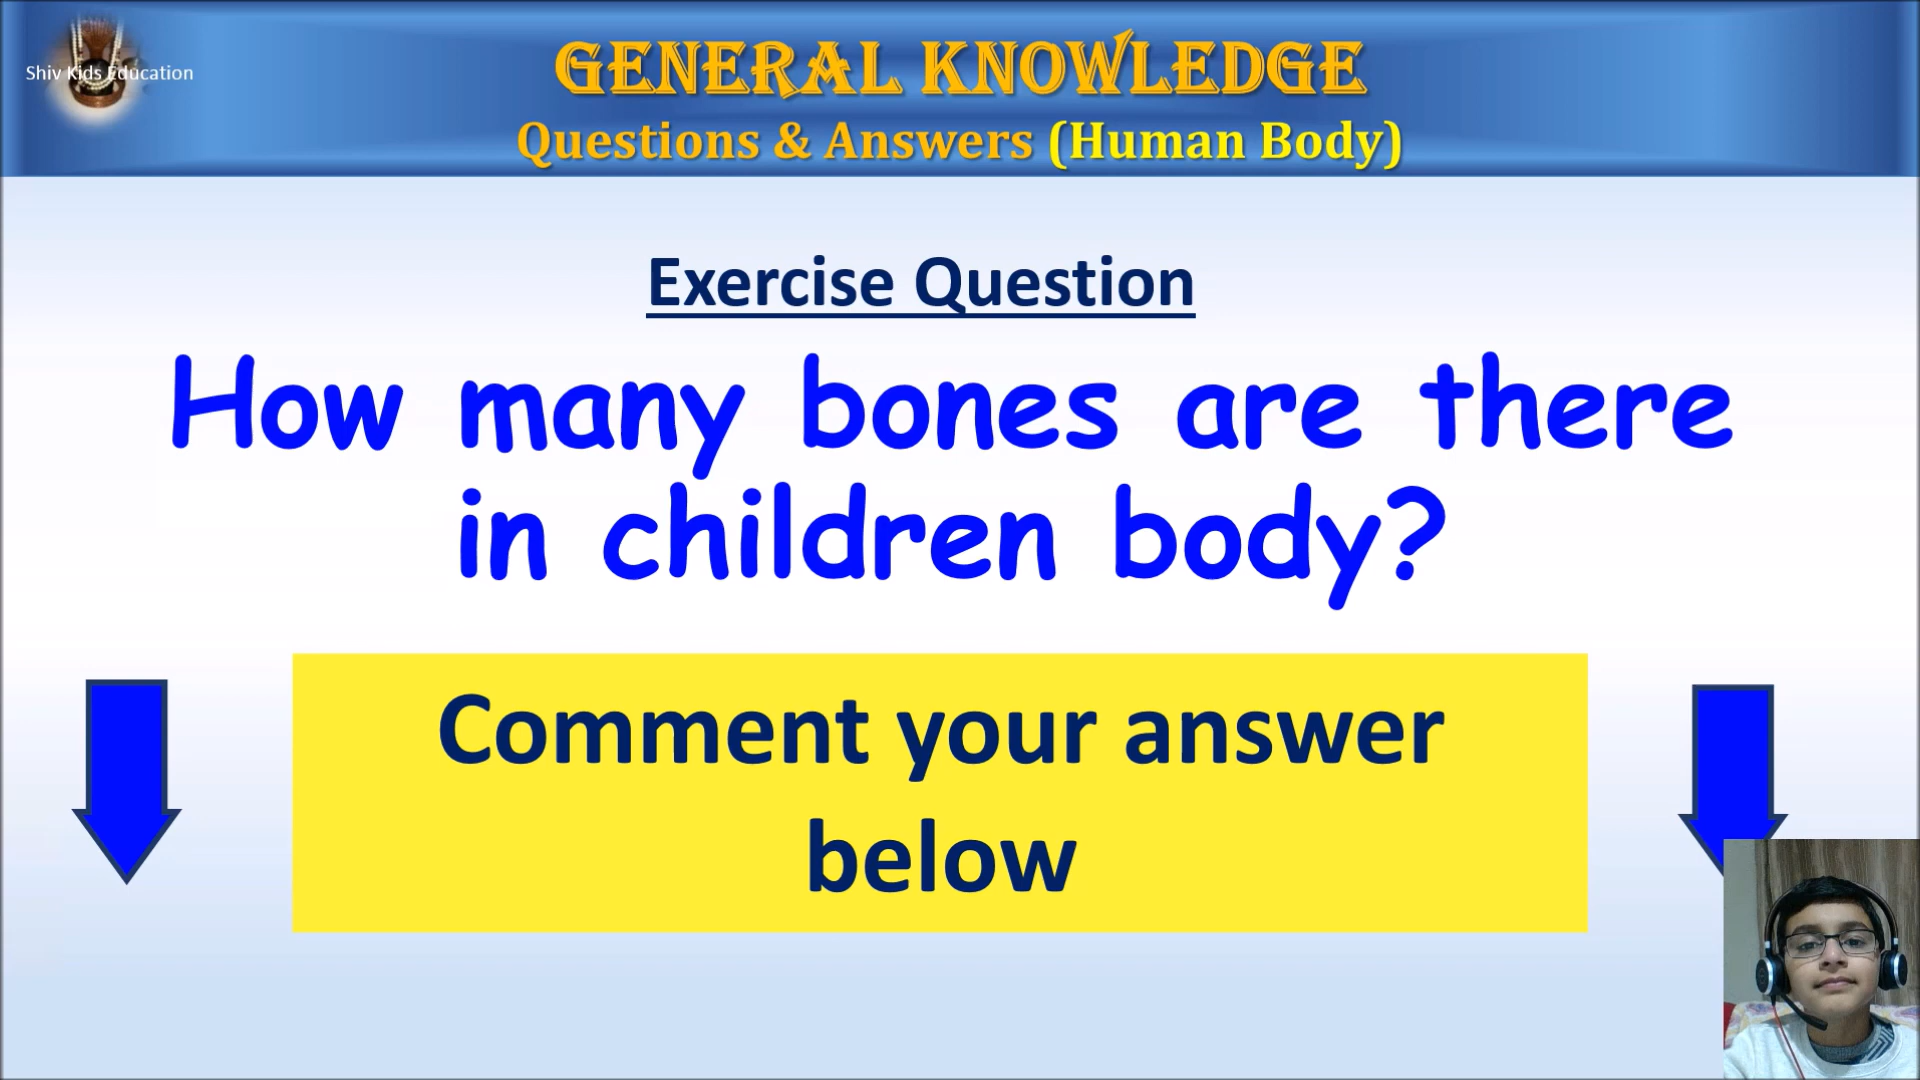 Shiv Kids Education
GENERAL KNOWLEDGE
Questions & Answers (Human Body)
Exercise Question
How many bones are there
in children body?
Comment your answer
below